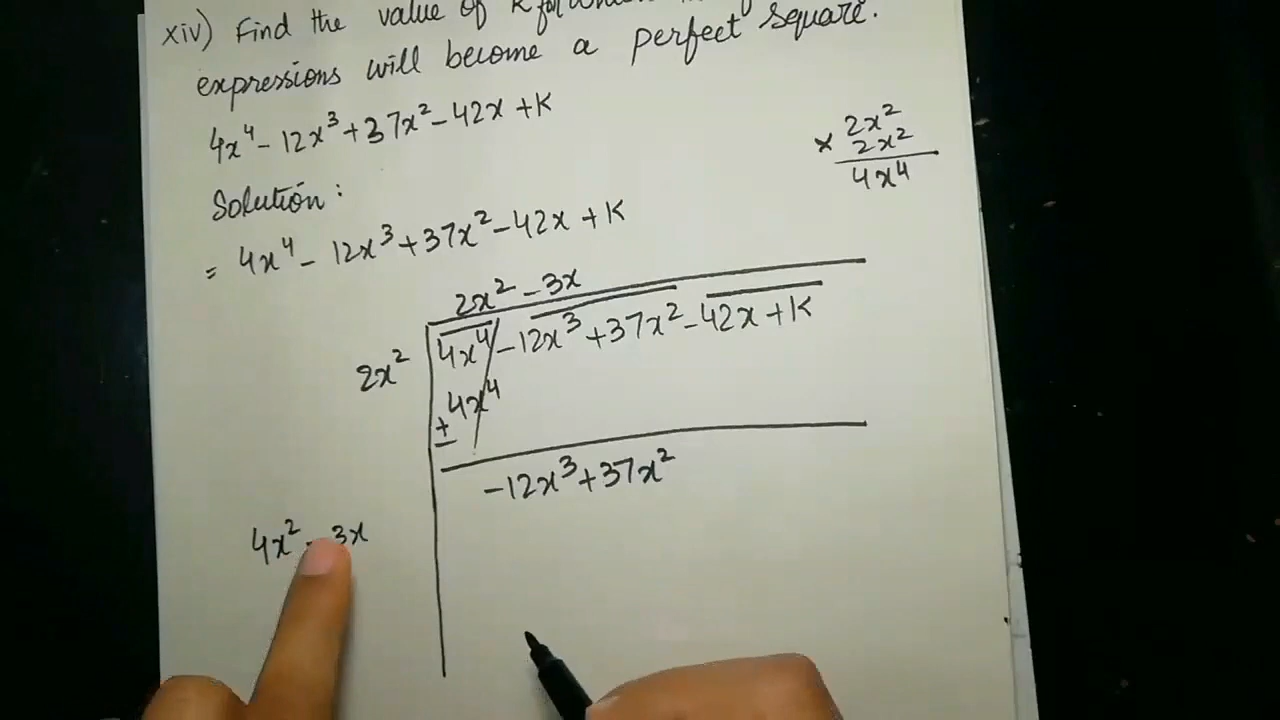 xiv) Find the value of K for
expressions will become a perfect square.
4x⁴ - 12x³ + 37x² - 42x + K
Solution :
= 4x⁴ - 12x³ + 37x² - 42x + K
2x² - 3x
2x² 4x⁴ - 12x³ + 37x² - 42x + K
± 4x⁴
- 12x³ + 37x²
4x² - 3x
2x²
× 2x²
4x⁴